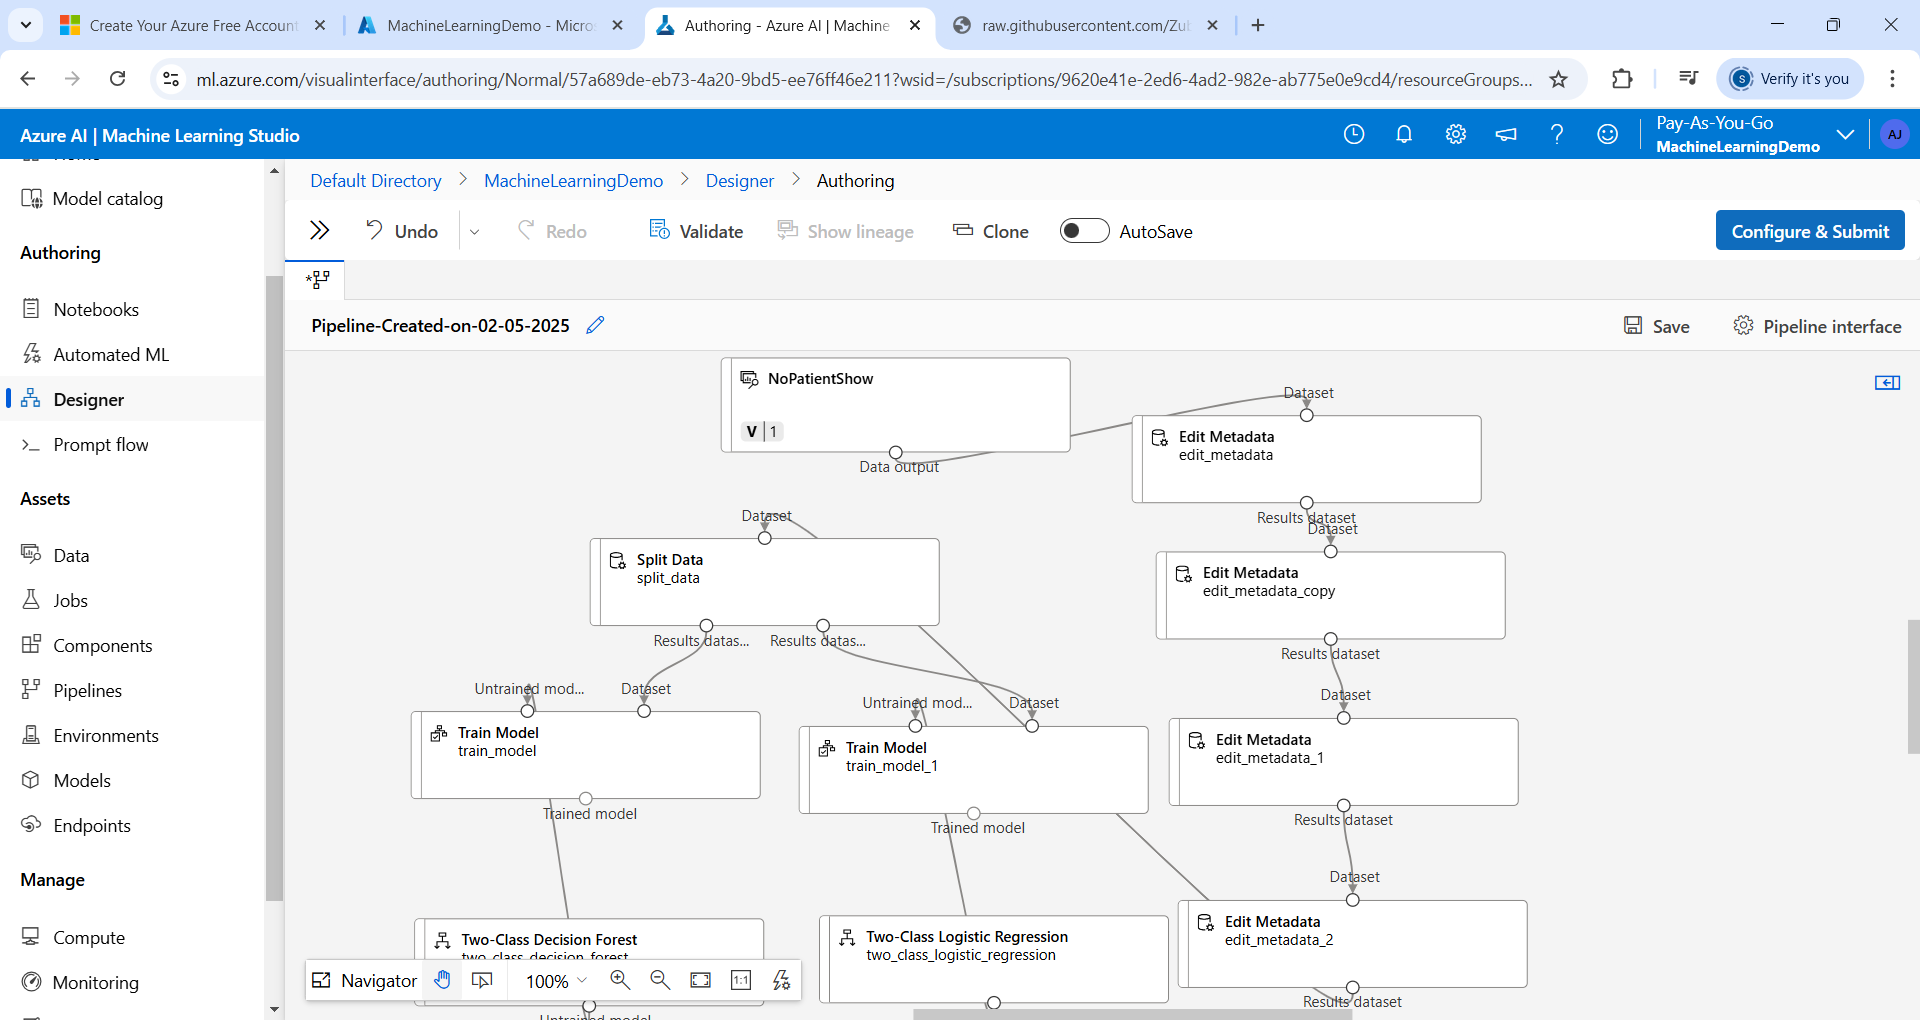 Create Your Azure Free Account
MachineLearningDemo - Micro
Authoring - Azure AI | Machine
raw.githubusercontent.com/Zub
ml.azure.com/visualinterface/authoring/Normal/57a689de-eb73-4a20-9bd5-ee76ff46e211?wsid=/subscriptions/9620e41e-2ed6-4ad2-982e-ab775e0e9cd4/resourceGroups...
S
Verify it's you
Azure AI | Machine Learning Studio
Pay-As-You-Go
MachineLearningDemo
AJ
Home
Model catalog
Authoring
Notebooks
Automated ML
Designer
Prompt flow
Assets
Data
Jobs
Components
Pipelines
Environments
Models
Endpoints
Manage
Compute
Monitoring
Default Directory > MachineLearningDemo > Designer > Authoring
Undo
Redo
Validate
Show lineage
Clone
AutoSave
Configure & Submit
Pipeline-Created-on-02-05-2025
Save
Pipeline interface
NoPatientShow
V | 1
Data output
Dataset
Edit Metadata
edit_metadata
Results dataset
Dataset
Edit Metadata
edit_metadata_copy
Results dataset
Dataset
Split Data
split_data
Results datas...
Results datas...
Untrained mod...
Dataset
Train Model
train_model
Trained model
Untrained mod...
Dataset
Train Model
train_model_1
Trained model
Dataset
Edit Metadata
edit_metadata_1
Results dataset
Dataset
Edit Metadata
edit_metadata_2
Results dataset
Two-Class Decision Forest
two_class_decision_forest
Untrained model
Two-Class Logistic Regression
two_class_logistic_regression
Navigator
100%
1:1